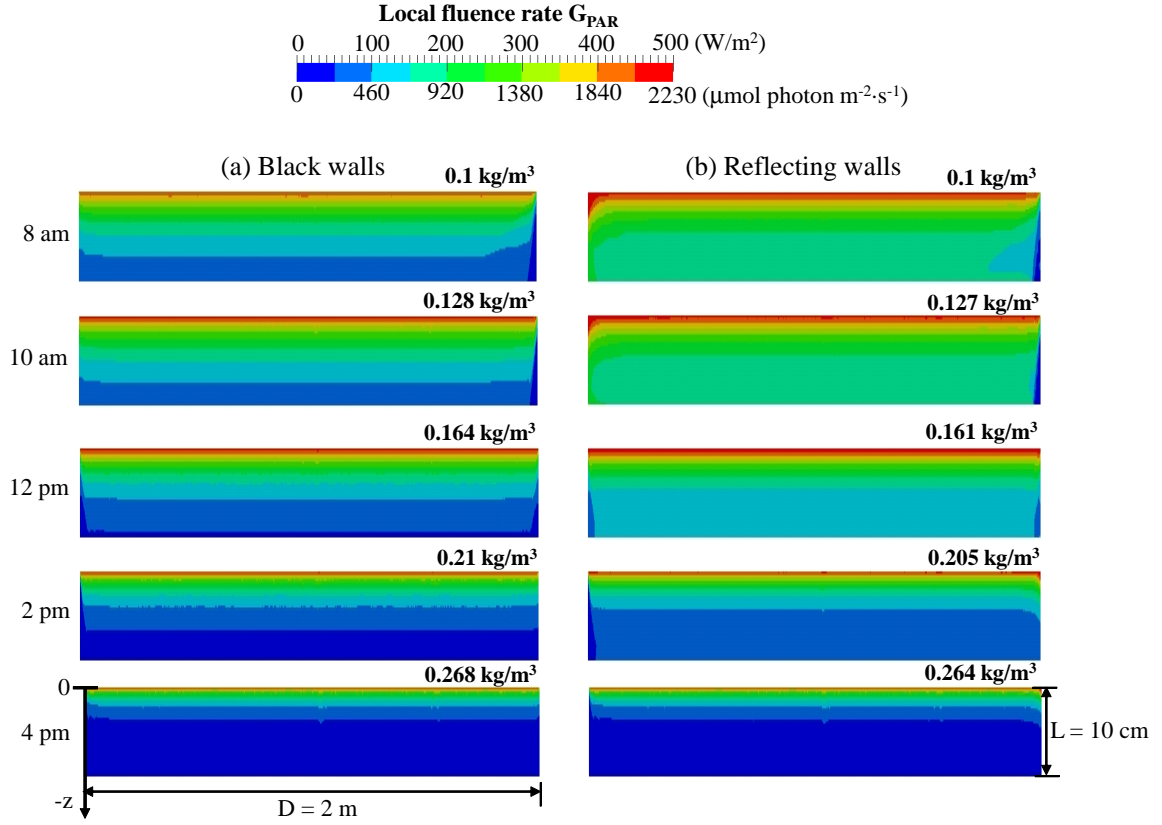 Local fluence rate G_PAR
0 100 200 300 400 500 (W/m²)
0 460 920 1380 1840 2230 (μmol photon m⁻²·s⁻¹)
(a) Black walls (b) Reflecting walls
0.1 kg/m³ 0.1 kg/m³
8 am
0.128 kg/m³ 0.127 kg/m³
10 am
0.164 kg/m³ 0.161 kg/m³
12 pm
0.21 kg/m³ 0.205 kg/m³
2 pm
0.268 kg/m³ 0.264 kg/m³
0
4 pm L = 10 cm
-z
D = 2 m